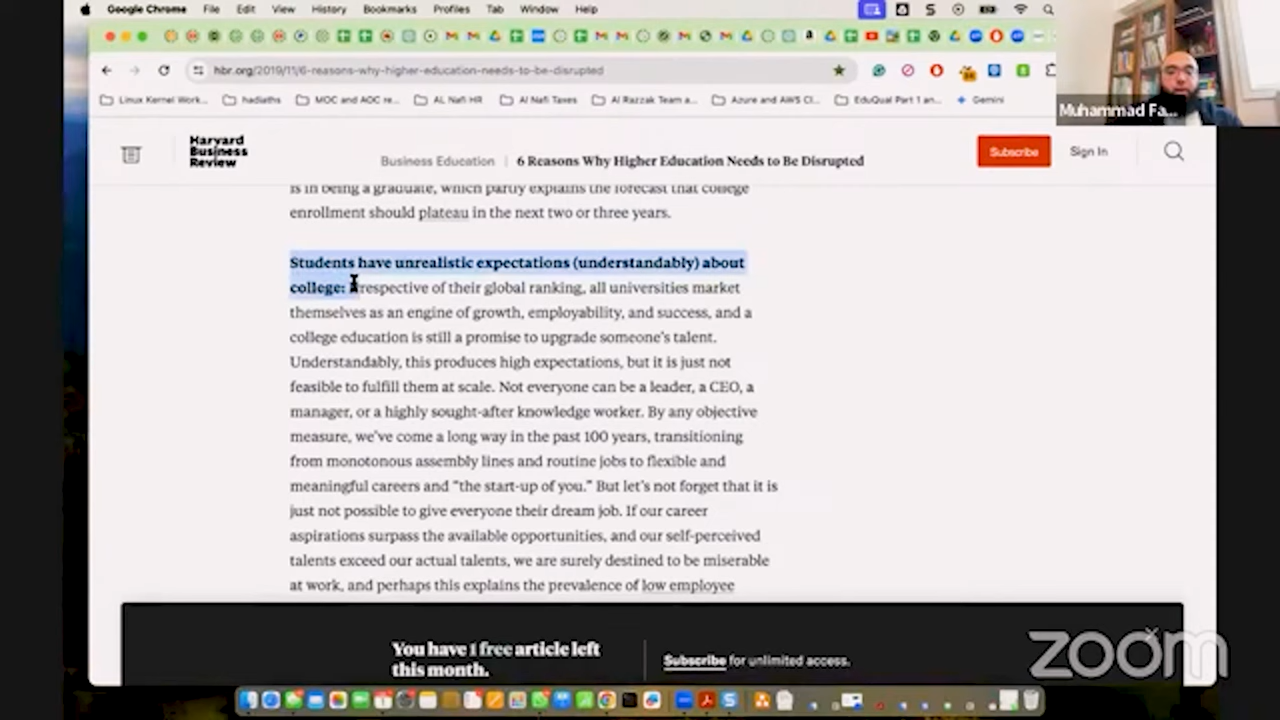 Google Chrome File Edit View History Bookmarks Profiles Tab Window Help
hbr.org/2019/11/6-reasons-why-higher-education-needs-to-be-disrupted
Linux Kernel Work... hadiaths MOC and AOC re... AL Nafi HR Al Nafi Taxes Al Razzak Team a... Azure and AWS Cl... EduQual Part 1 an... Gemini
Muhammad Fa...
Harvard
Business
Review
Business Education | 6 Reasons Why Higher Education Needs to Be Disrupted
Subscribe Sign In
is in being a graduate, which partly explains the forecast that college
enrollment should plateau in the next two or three years.
Students have unrealistic expectations (understandably) about
college: Irrespective of their global ranking, all universities market
themselves as an engine of growth, employability, and success, and a
college education is still a promise to upgrade someone's talent.
Understandably, this produces high expectations, but it is just not
feasible to fulfill them at scale. Not everyone can be a leader, a CEO, a
manager, or a highly sought-after knowledge worker. By any objective
measure, we've come a long way in the past 100 years, transitioning
from monotonous assembly lines and routine jobs to flexible and
meaningful careers and "the start-up of you." But let's not forget that it is
just not possible to give everyone their dream job. If our career
aspirations surpass the available opportunities, and our self-perceived
talents exceed our actual talents, we are surely destined to be miserable
at work, and perhaps this explains the prevalence of low employee
You have 1 free article left
this month.
Subscribe for unlimited access.
zoom